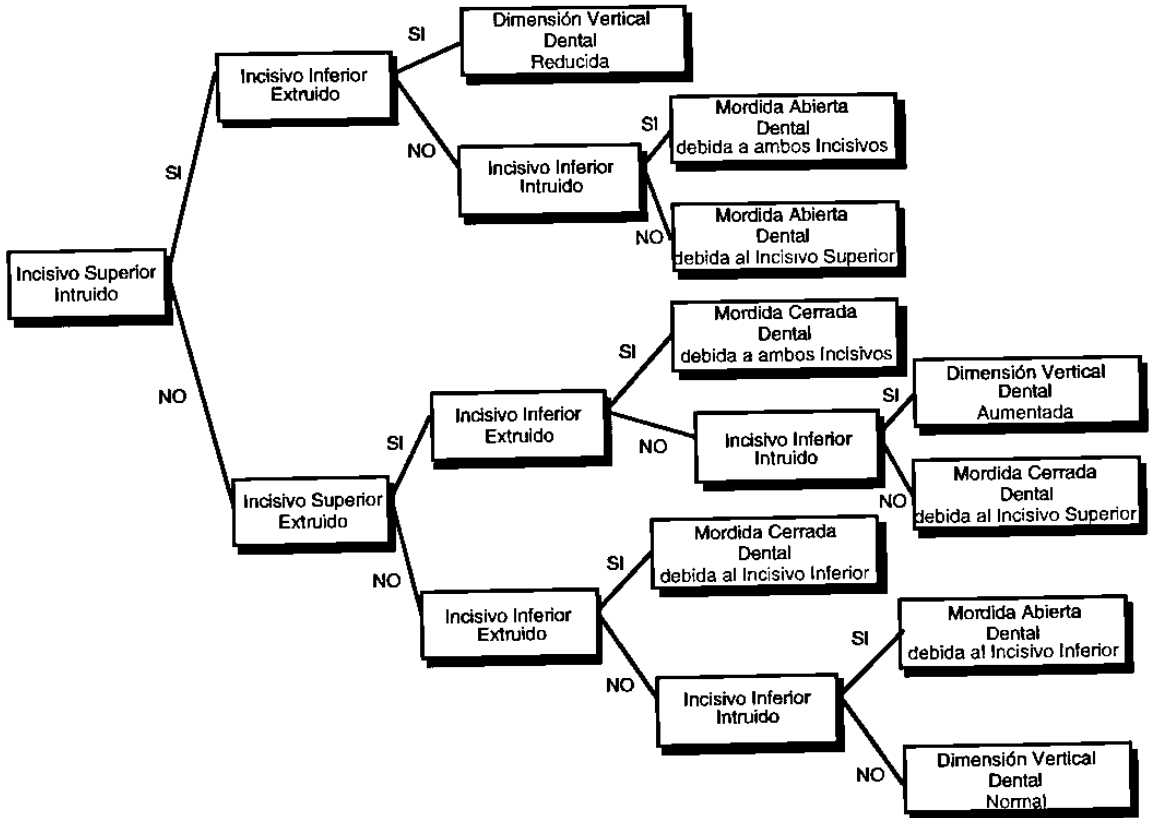 SI
Dimensión Vertical
Dental
Reducida
Incisivo Inferior
Extruido
SI
NO
Incisivo Inferior
Intruido
SI
Mordida Abierta
Dental
debida a ambos Incisivos
NO
Mordida Abierta
Dental
debida al Incisivo Superior
Incisivo Superior
Intruido
NO
Incisivo Superior
Extruido
SI
Incisivo Inferior
Extruido
SI
Mordida Cerrada
Dental
debida a ambos Incisivos
NO
Incisivo Inferior
Intruido
SI
Dimensión Vertical
Dental
Aumentada
NO
Mordida Cerrada
Dental
debida al Incisivo Superior
NO
Incisivo Inferior
Extruido
SI
Mordida Cerrada
Dental
debida al Incisivo Inferior
NO
Incisivo Inferior
Intruido
SI
Mordida Abierta
Dental
debida al Incisivo Inferior
NO
Dimensión Vertical
Dental
Normal